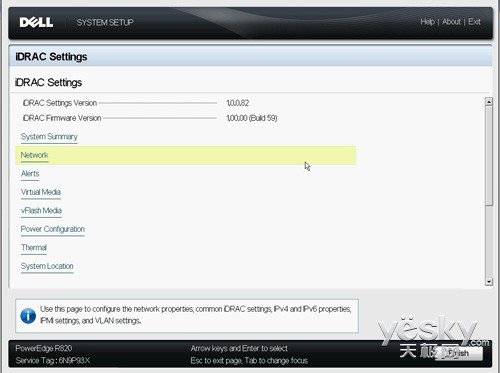 DELL SYSTEM SETUP Help | About | Exit
iDRAC Settings
iDRAC Settings
iDRAC Settings Version 1.0.0.82
iDRAC Firmware Version 1.00.00 (Build 59)
System Summary
Network
Alerts
Virtual Media
vFlash Media
Power Configuration
Thermal
System Location
Use this page to configure the network properties, common iDRAC settings, IPv4 and IPv6 properties,
IPMI settings, and VLAN settings.
PowerEdge R820 Arrow keys and Enter to select
Service Tag : 6N9P93X Esc to exit page, Tab to change focus
yesky.com
天极网
Finish